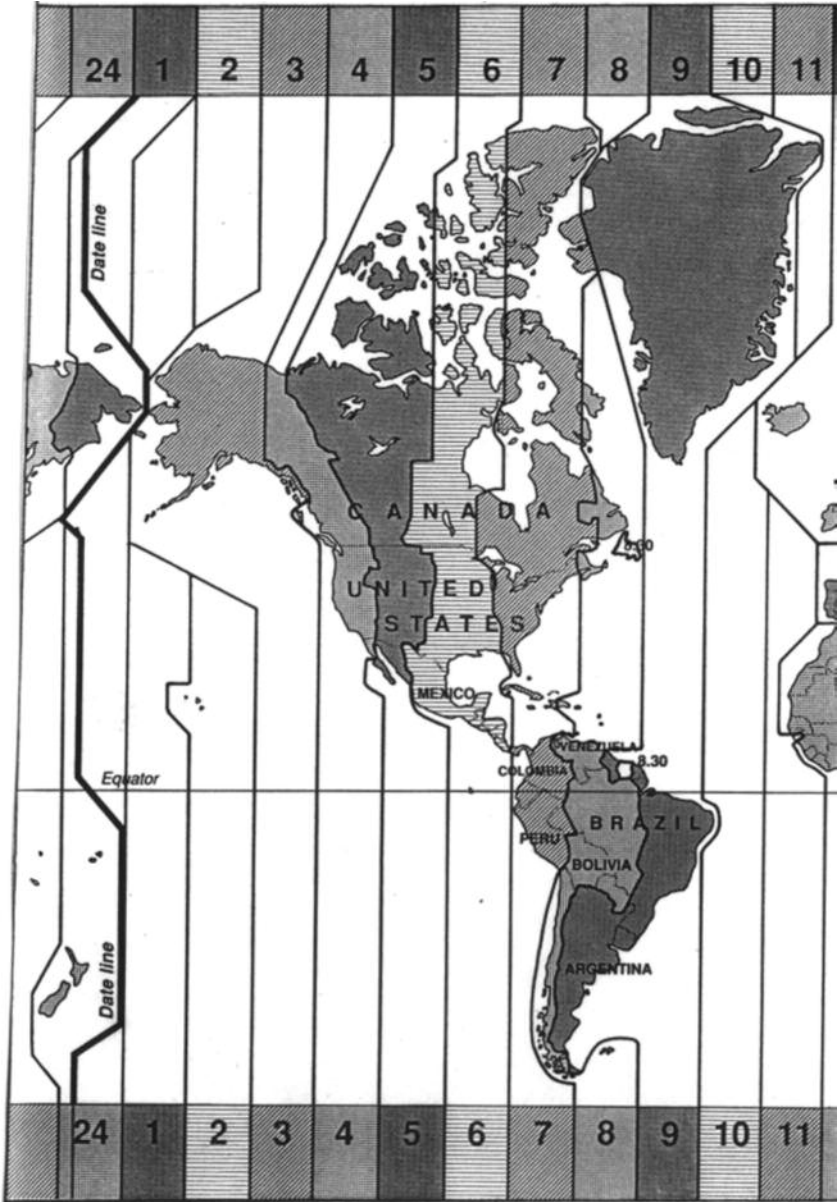 24 1 2 3 4 5 6 7 8 9 10 11
Date line
CANADA
8.30
UNITED
STATES
MEXICO
VENEZUELA
8.30
COLOMBIA
Equator
BRAZIL
PERU
BOLIVIA
ARGENTINA
Date line
24 1 2 3 4 5 6 7 8 9 10 11